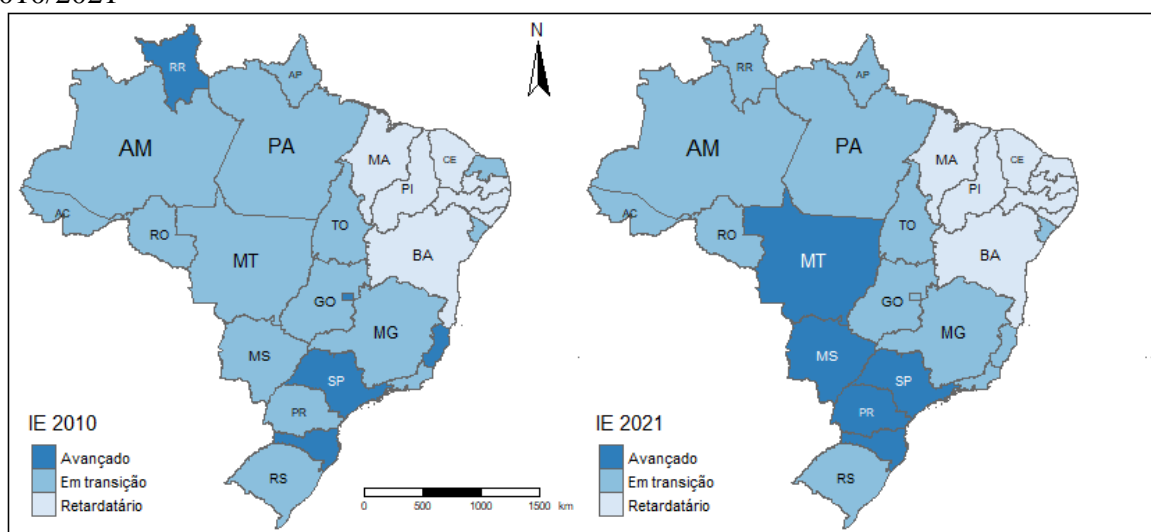 2010/2021
RR
AP
AM
PA
MA
CE
PI
AC
RO
TO
BA
MT
GO
MG
MS
SP
PR
RS
IE 2010
Avançado
Em transição
Retardatário
N
0 500 1000 1500 km
RR
AP
AM
PA
MA
CE
PI
AC
RO
TO
BA
MT
GO
MG
MS
SP
PR
RS
IE 2021
Avançado
Em transição
Retardatário